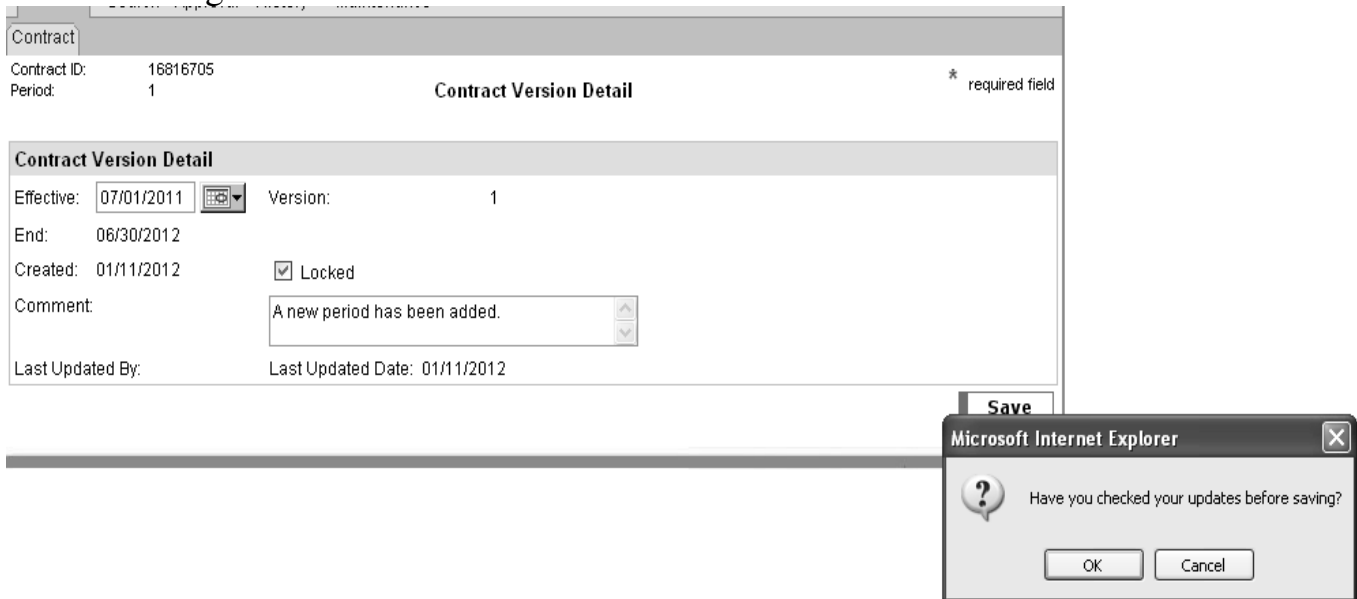 Contract
Contract ID: 16816705
Period: 1
Contract Version Detail
* required field
Contract Version Detail
Effective: 07/01/2011 Version: 1
End: 06/30/2012
Created: 01/11/2012 Locked
Comment: A new period has been added.
Last Updated By: Last Updated Date: 01/11/2012
Save
Microsoft Internet Explorer
Have you checked your updates before saving?
OK Cancel